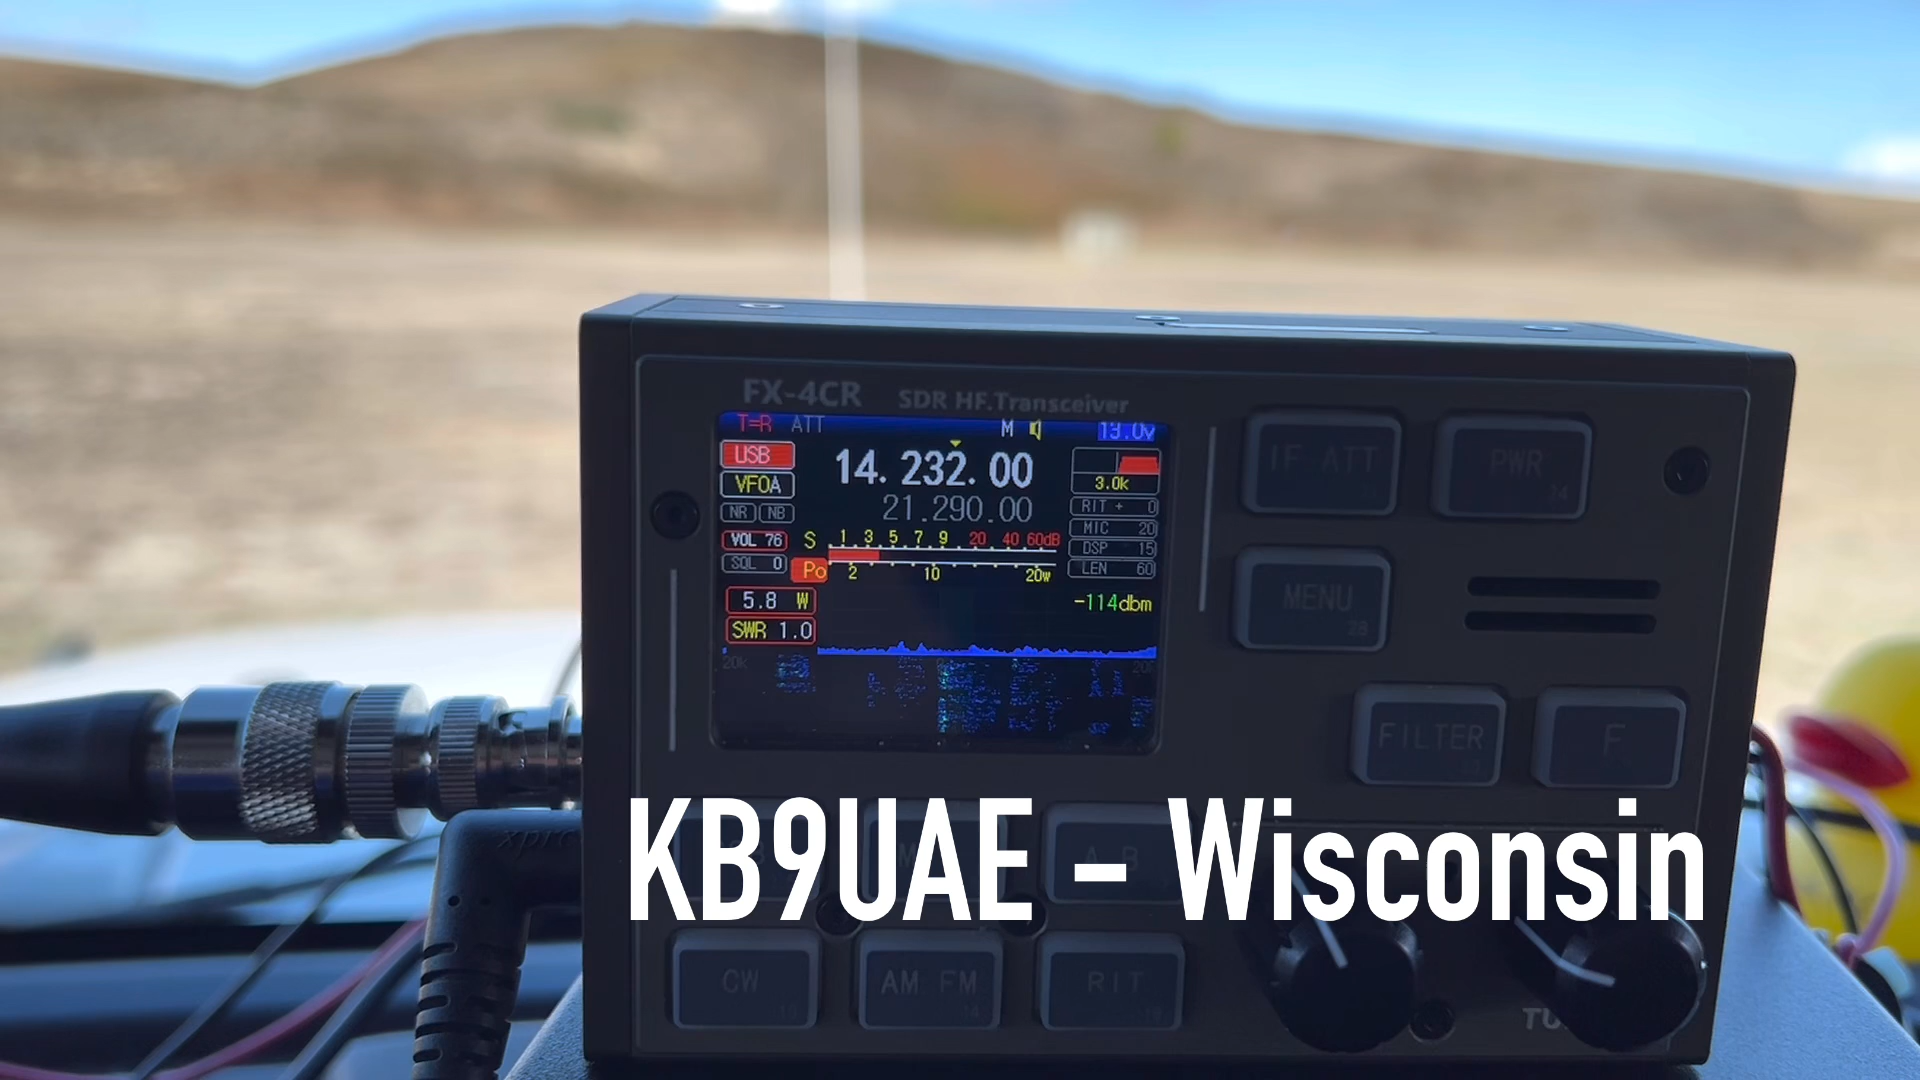 FX-4CR SDR HF.Transceiver
T=R ATT M 13.0v
USB 14.232.00
VFOA 21.290.00 3.0k
NR NB RIT + 0
VOL 76 S 1 3 5 7 9 20 40 60dB MIC 20
SQL 0 Po 2 10 20w DSP 15
LEN 60
5.8 W -114dbm
SWR 1.0
20k
IF ATT PWR
MENU
FILTER F
xpro
A B
KB9UAE – Wisconsin
CW AM FM RIT